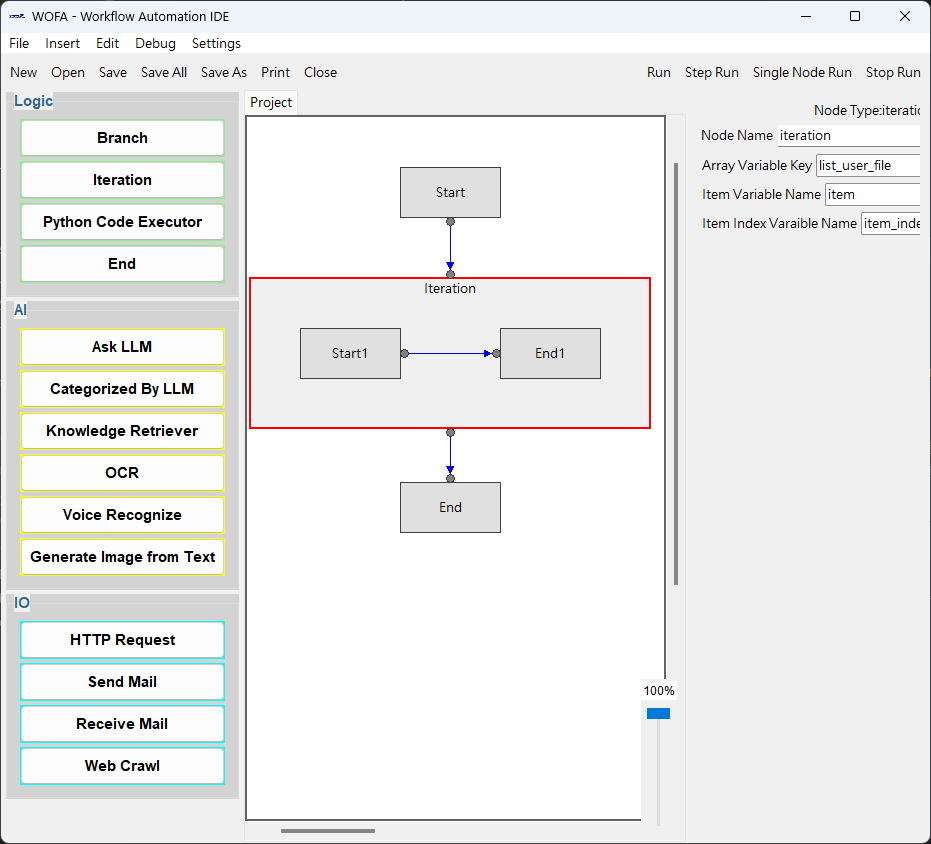 WOFA - Workflow Automation IDE
File Insert Edit Debug Settings
New Open Save Save All Save As Print Close Run Step Run Single Node Run Stop Run
Logic
Branch
Iteration
Python Code Executor
End
AI
Ask LLM
Categorized By LLM
Knowledge Retriever
OCR
Voice Recognize
Generate Image from Text
IO
HTTP Request
Send Mail
Receive Mail
Web Crawl
Project
Start
Iteration
Start1 End1
End
100%
Node Type:iteratic
Node Name iteration
Array Variable Key list_user_file
Item Variable Name item
Item Index Varaible Name item_inde